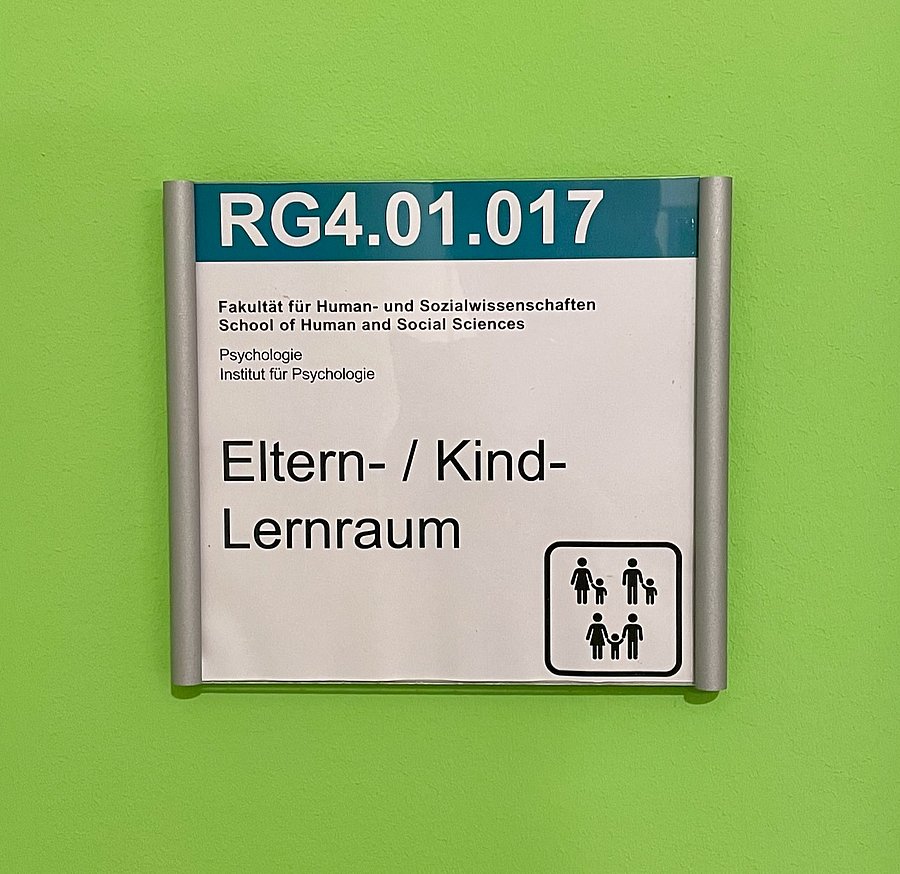 RG4.01.017
Fakultät für Human- und Sozialwissenschaften
School of Human and Social Sciences
Psychologie
Institut für Psychologie
Eltern- / Kind-
Lernraum